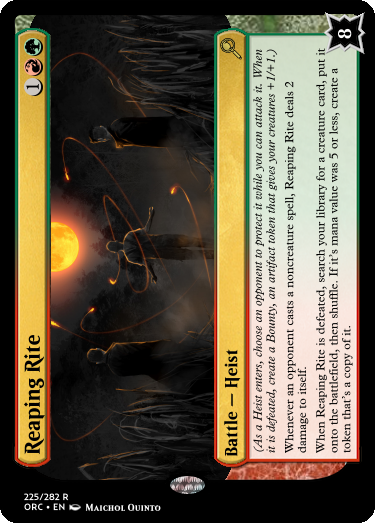 Reaping Rite 1
Battle — Heist
(As a Heist enters, choose an opponent to protect it while you can attack it. When
it is defeated, create a Bounty, an artifact token that gives your creatures +1/+1.)
Whenever an opponent casts a noncreature spell, Reaping Rite deals 2
damage to itself.
When Reaping Rite is defeated, search your library for a creature card, put it
onto the battlefield, then shuffle. If it's mana value was 5 or less, create a
token that's a copy of it.
8
225/282 R
ORC • EN Maichol Quinto